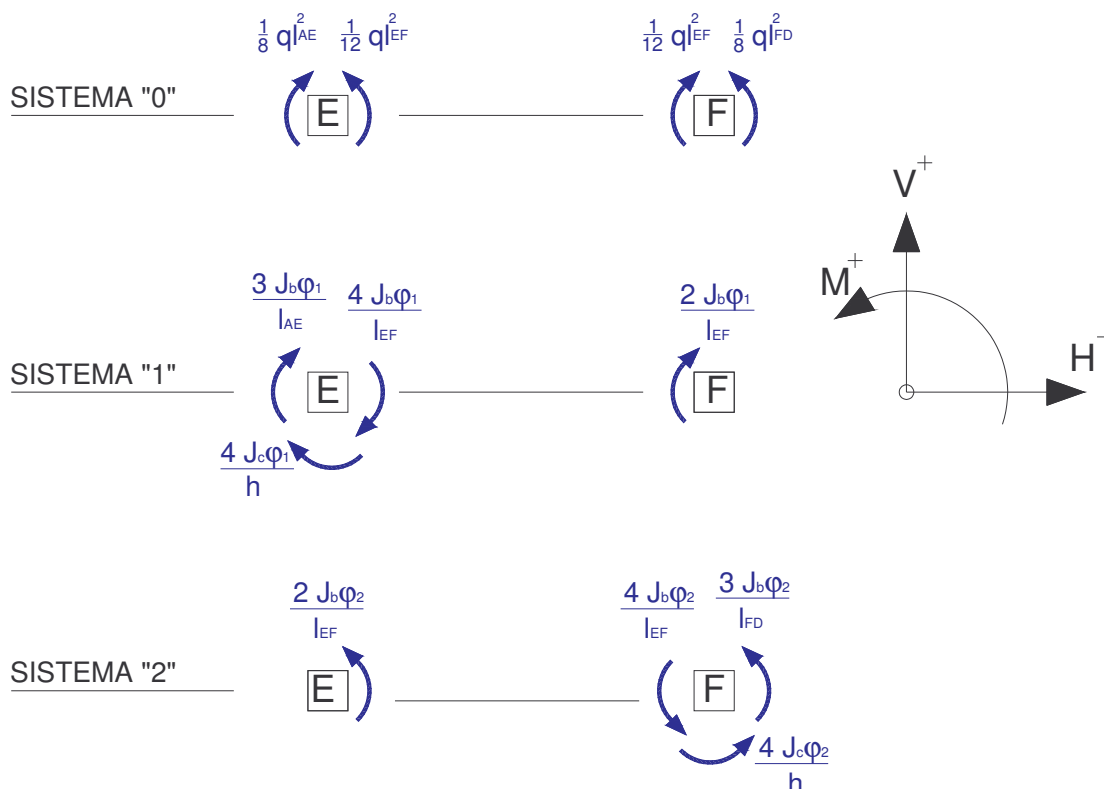 1/8 ql²AE 1/12 ql²EF
1/12 ql²EF 1/8 ql²FD
SISTEMA "0"
E
F
V+
M+
H-
3 Jbφ1/lAE 4 Jbφ1/lEF
2 Jbφ1/lEF
SISTEMA "1"
E
F
4 Jcφ1/h
2 Jbφ2/lEF
4 Jbφ2/lEF 3 Jbφ2/lFD
SISTEMA "2"
E
F
4 Jcφ2/h